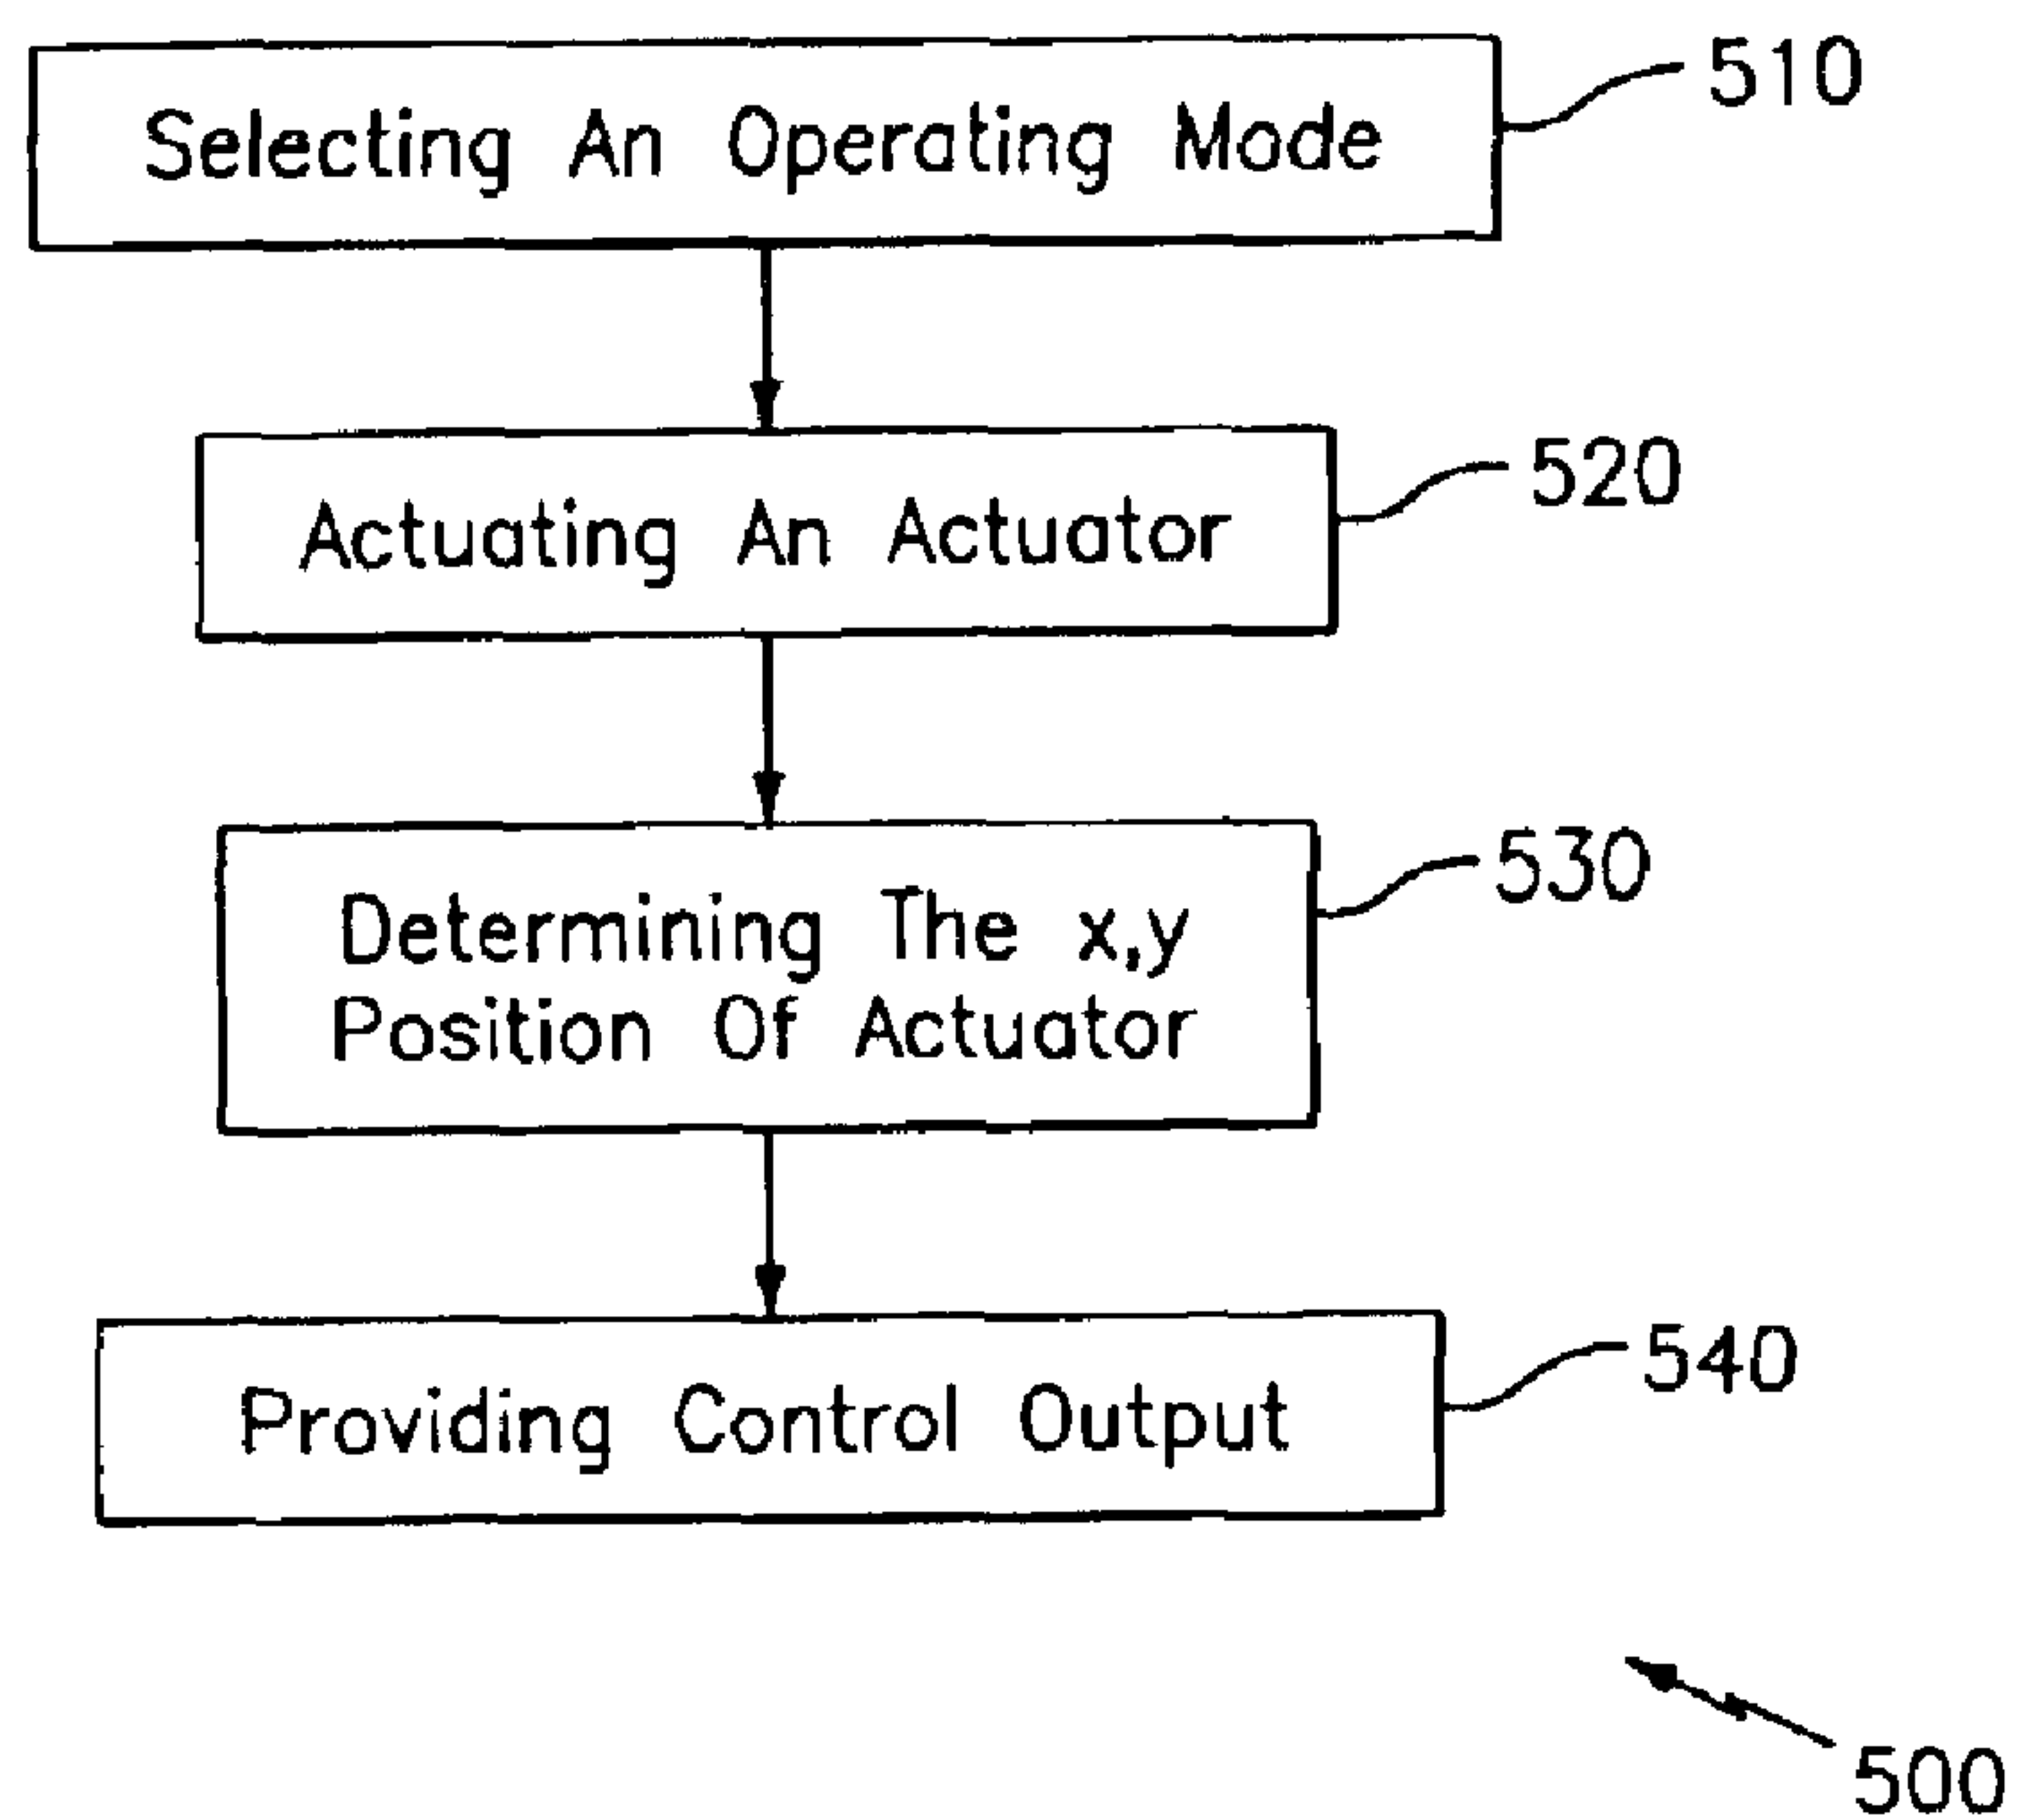 Selecting An Operating Mode
510
Actuating An Actuator
520
Determining The x,y
Position Of Actuator
530
Providing Control Output
540
500